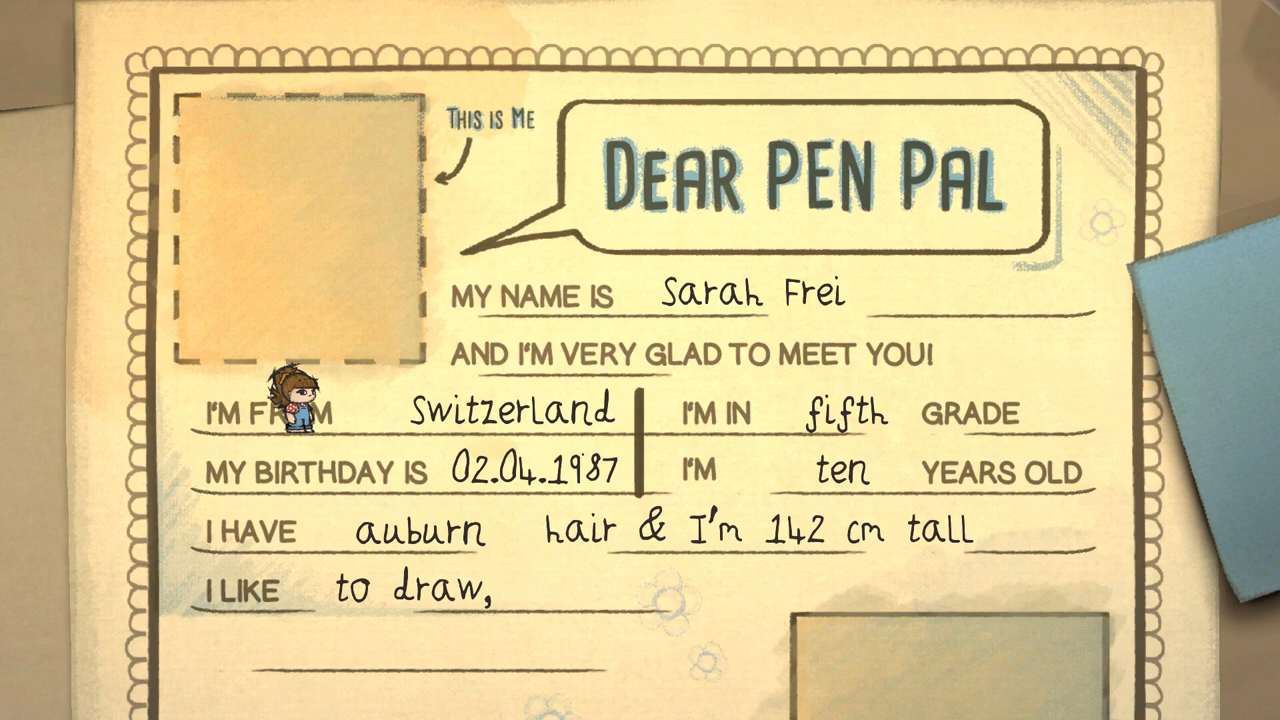 THIS IS ME
DEAR PEN PAL
MY NAME IS Sarah Frei
AND I'M VERY GLAD TO MEET YOU!
I'M FROM Switzerland I'M IN fifth GRADE
MY BIRTHDAY IS 02.04.1987 I'M ten YEARS OLD
I HAVE auburn hair & I'm 142 cm tall
I LIKE to draw,